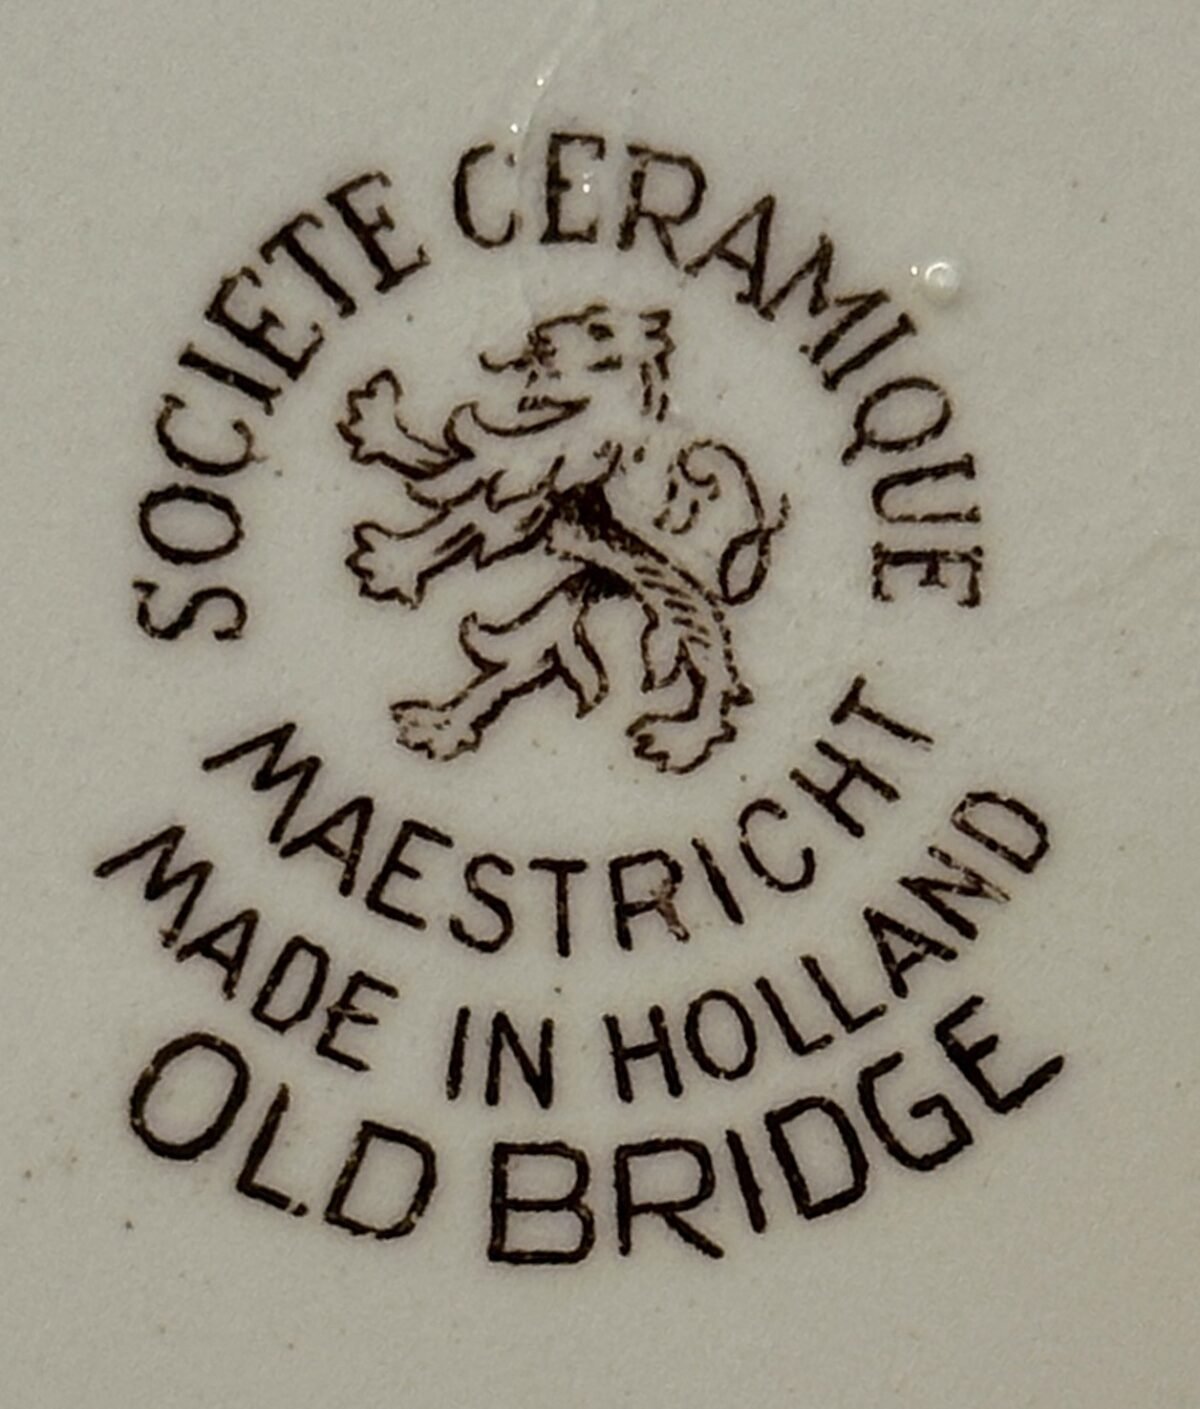 SOCIETE CERAMIQUE
MAESTRICHT
MADE IN HOLLAND
OLD BRIDGE